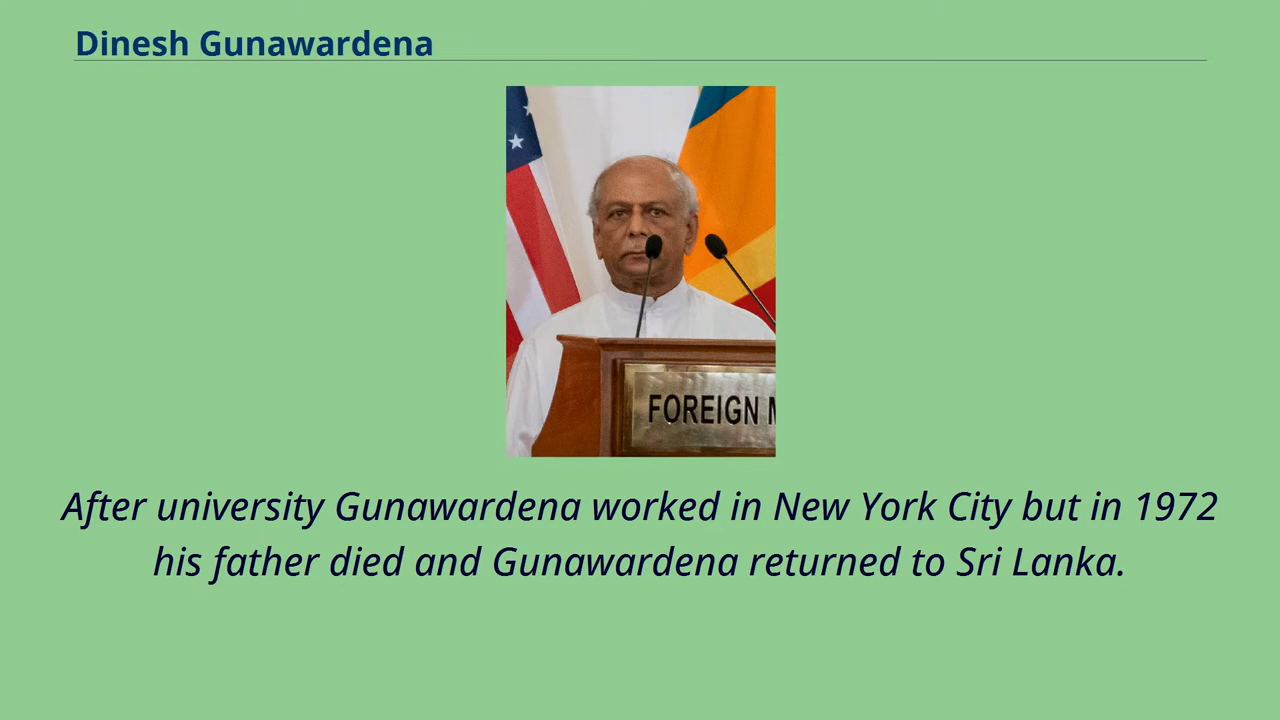 Dinesh Gunawardena
FOREIGN M
After university Gunawardena worked in New York City but in 1972
his father died and Gunawardena returned to Sri Lanka.